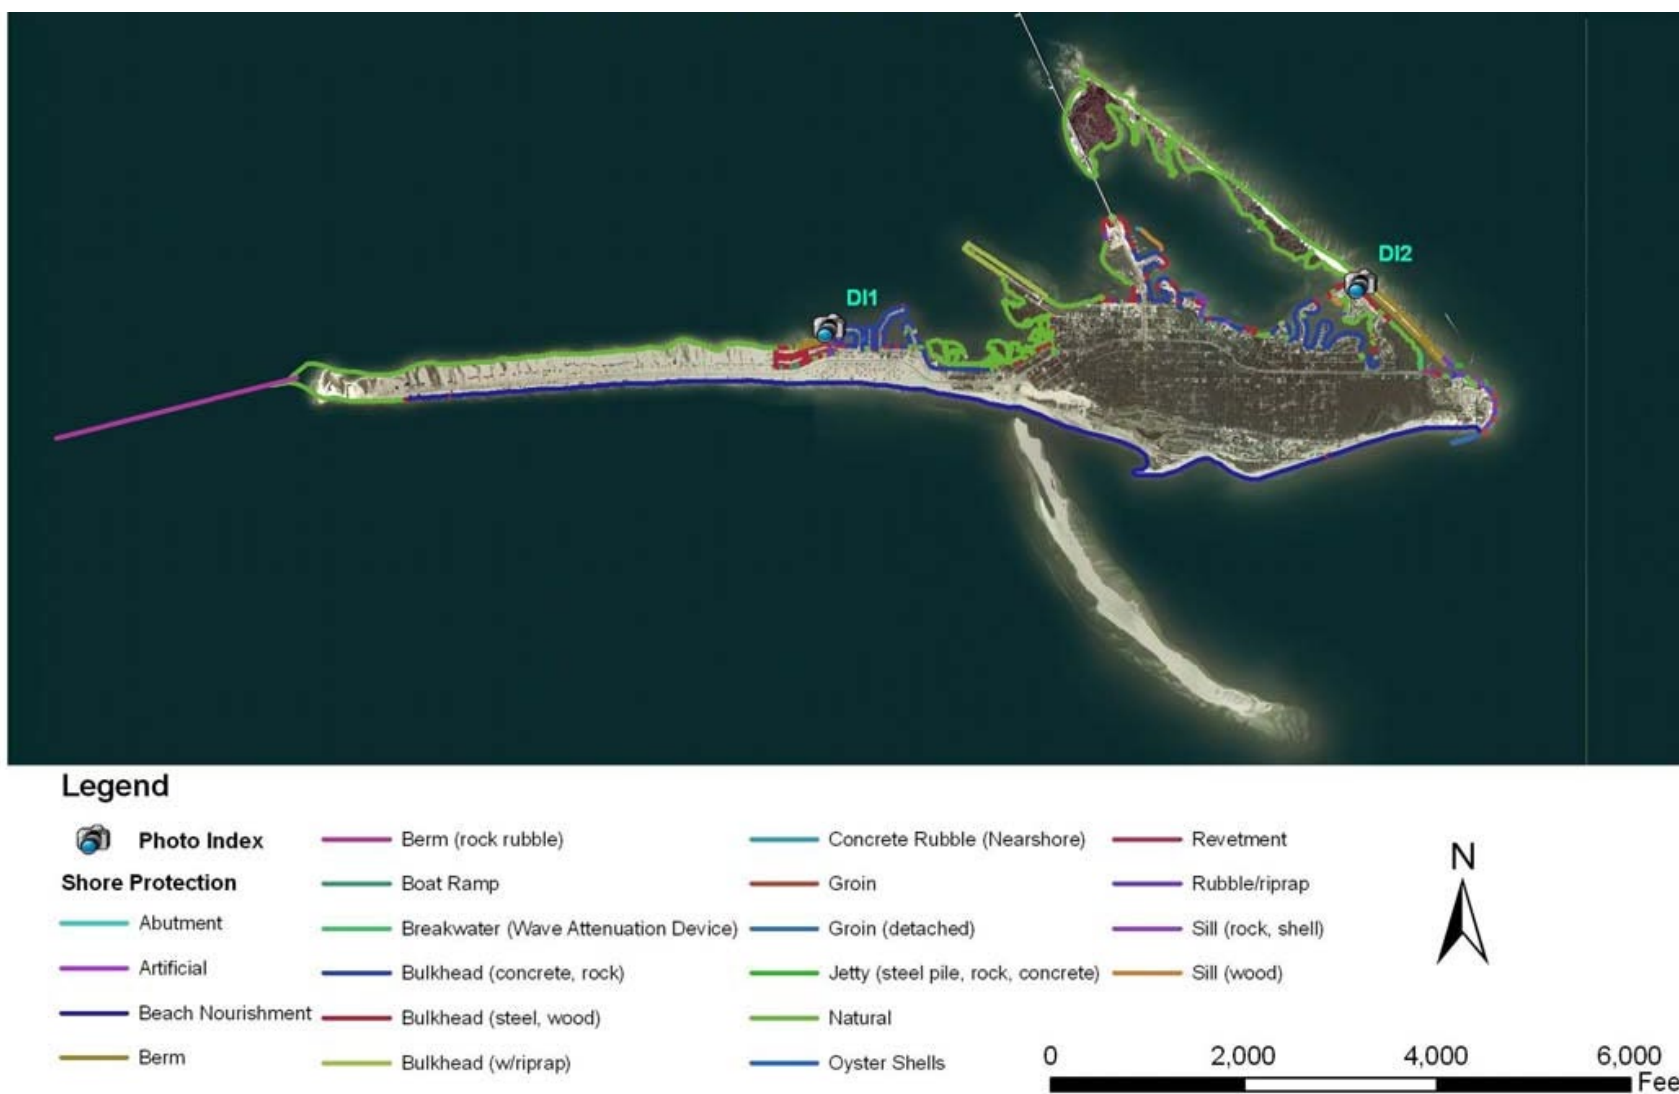 DI2
DI1
Legend
Photo Index
Shore Protection
Abutment
Artificial
Beach Nourishment
Berm
Berm (rock rubble)
Boat Ramp
Breakwater (Wave Attenuation Device)
Bulkhead (concrete, rock)
Bulkhead (steel, wood)
Bulkhead (w/riprap)
Concrete Rubble (Nearshore)
Groin
Groin (detached)
Jetty (steel pile, rock, concrete)
Natural
Oyster Shells
Revetment
Rubble/riprap
Sill (rock, shell)
Sill (wood)
N
0 2,000 4,000 6,000
Fee